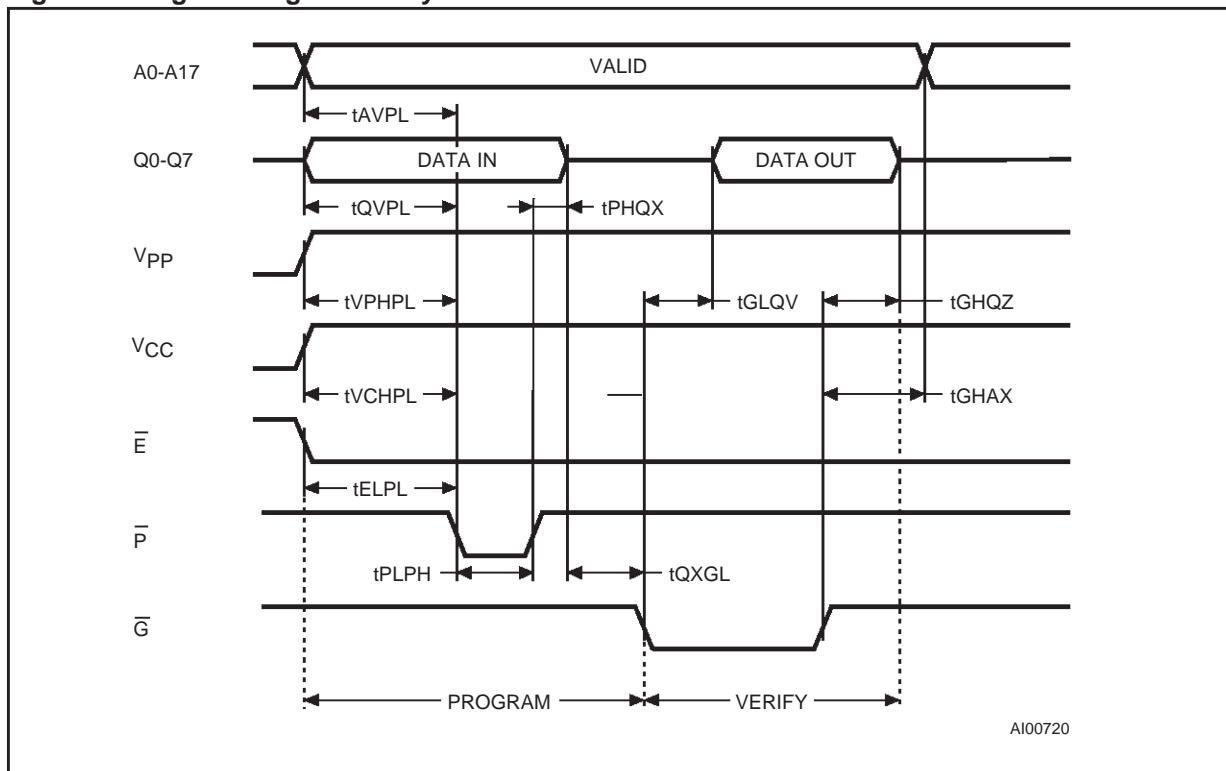 A0-A17 VALID
tAVPL
Q0-Q7 DATA IN DATA OUT
tQVPL tPHQX
VPP
tVPHPL tGLQV tGHQZ
VCC
tVCHPL tGHAX
E̅
tELPL
P̅
tPLPH tQXGL
G̅
PROGRAM VERIFY
AI00720